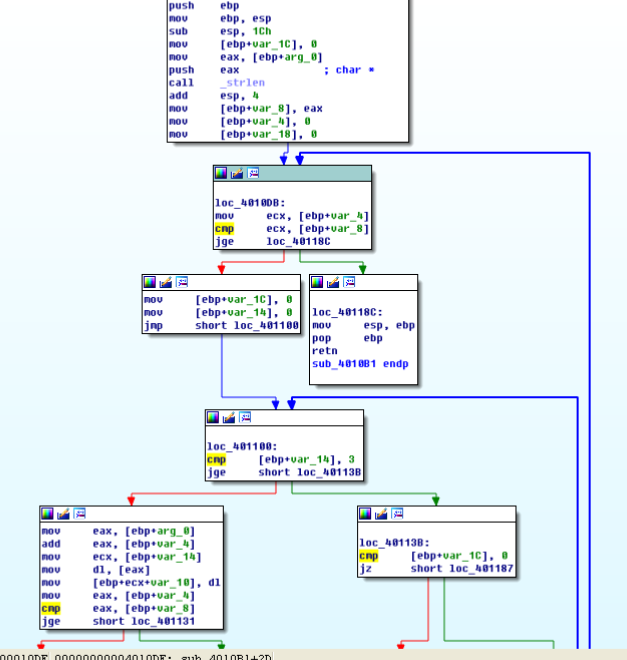 push ebp
mov ebp, esp
sub esp, 1Ch
mov [ebp+var_1C], 0
mov eax, [ebp+arg_0]
push eax ; char *
call _strlen
add esp, 4
mov [ebp+var_8], eax
mov [ebp+var_4], 0
mov [ebp+var_18], 0
loc_4010DB:
mov ecx, [ebp+var_4]
cmp ecx, [ebp+var_8]
jge loc_40118C
mov [ebp+var_1C], 0
mov [ebp+var_14], 0
jmp short loc_401100
loc_40118C:
mov esp, ebp
pop ebp
retn
sub_4010B1 endp
loc_401100:
cmp [ebp+var_14], 3
jge short loc_40113B
mov eax, [ebp+arg_0]
add eax, [ebp+var_4]
mov ecx, [ebp+var_14]
mov dl, [eax]
mov [ebp+ecx+var_10], dl
mov eax, [ebp+var_4]
cmp eax, [ebp+var_8]
jge short loc_401131
loc_40113B:
cmp [ebp+var_1C], 0
jz short loc_401187